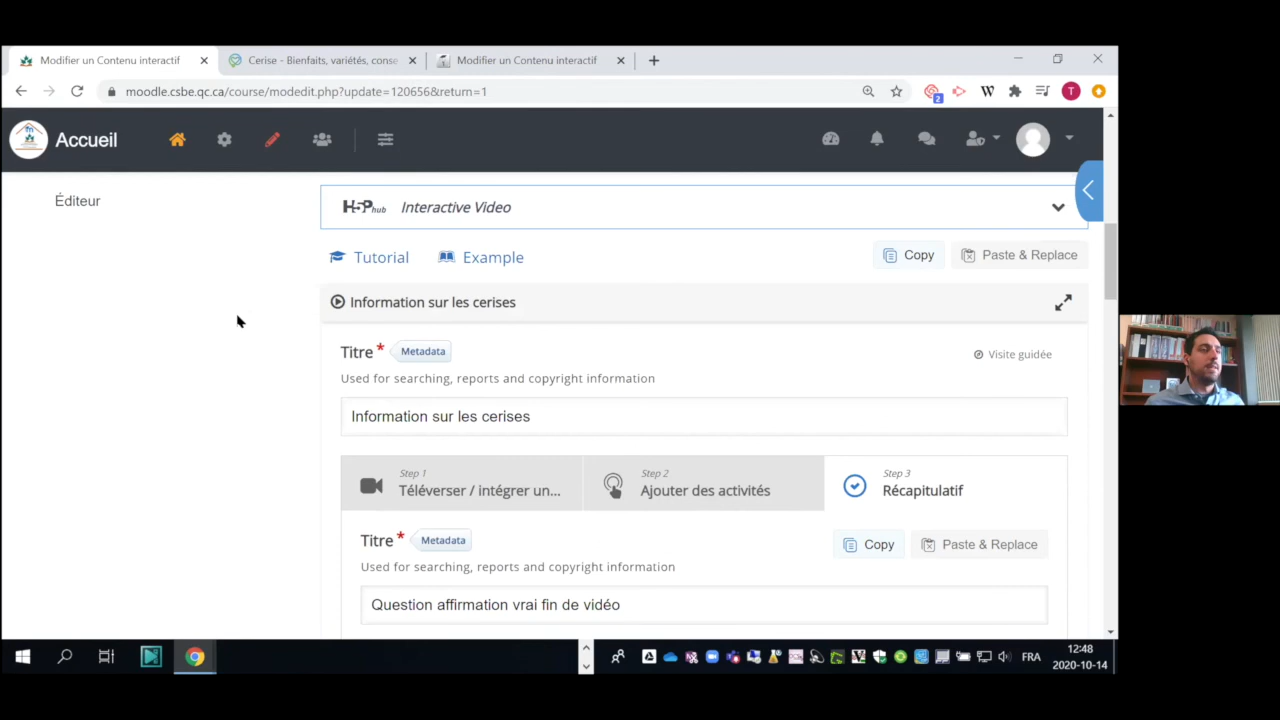 Modifier un Contenu interactif
Cerise - Bienfaits, variétés, conse
Modifier un Contenu interactif
moodle.csbe.qc.ca/course/modedit.php?update=120656&return=1
2
W
T
Accueil
Éditeur
H5P hub Interactive Video
Tutorial
Example
Copy
Paste & Replace
Information sur les cerises
Titre *
Metadata
Visite guidée
Used for searching, reports and copyright information
Information sur les cerises
Step 1
Téléverser / intégrer un...
Step 2
Ajouter des activités
Step 3
Récapitulatif
Titre *
Metadata
Copy
Paste & Replace
Used for searching, reports and copyright information
Question affirmation vrai fin de vidéo
FRA
12:48
2020-10-14